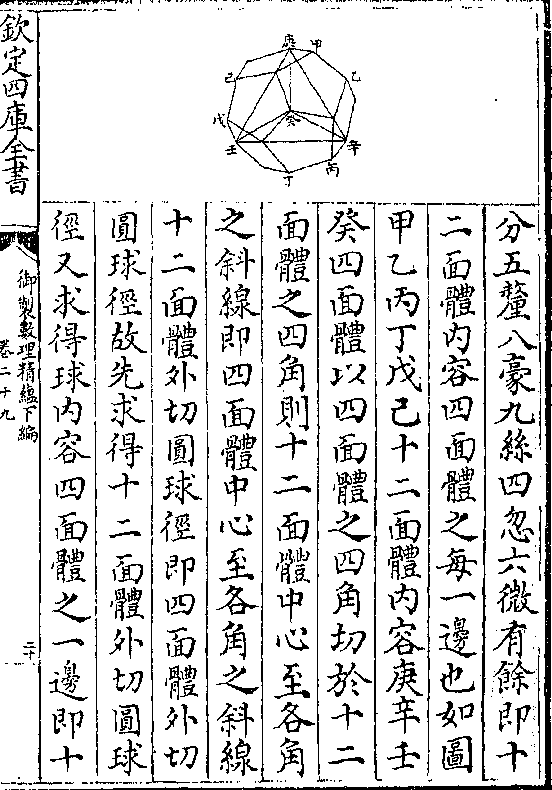 分五釐八豪九絲四忽六微有餘即十
二面體内容四面體之每一邊也如圖
甲乙丙丁戊己十二面體内容庚辛壬
癸四面體以四面體之四角切於十二
面體之四角則十二面體中心至各角
之斜線即四面體中心至各角之斜線
十二面體外切圓球徑即四面體外切
圓球徑故先求得十二面體外切圓球
徑又求得球内容四面體之一邊即十
庚
甲
乙
己
癸
戊
壬
辛
丙
丁
欽定四庫全書
御製數理精蘊下編
卷二十九
二十